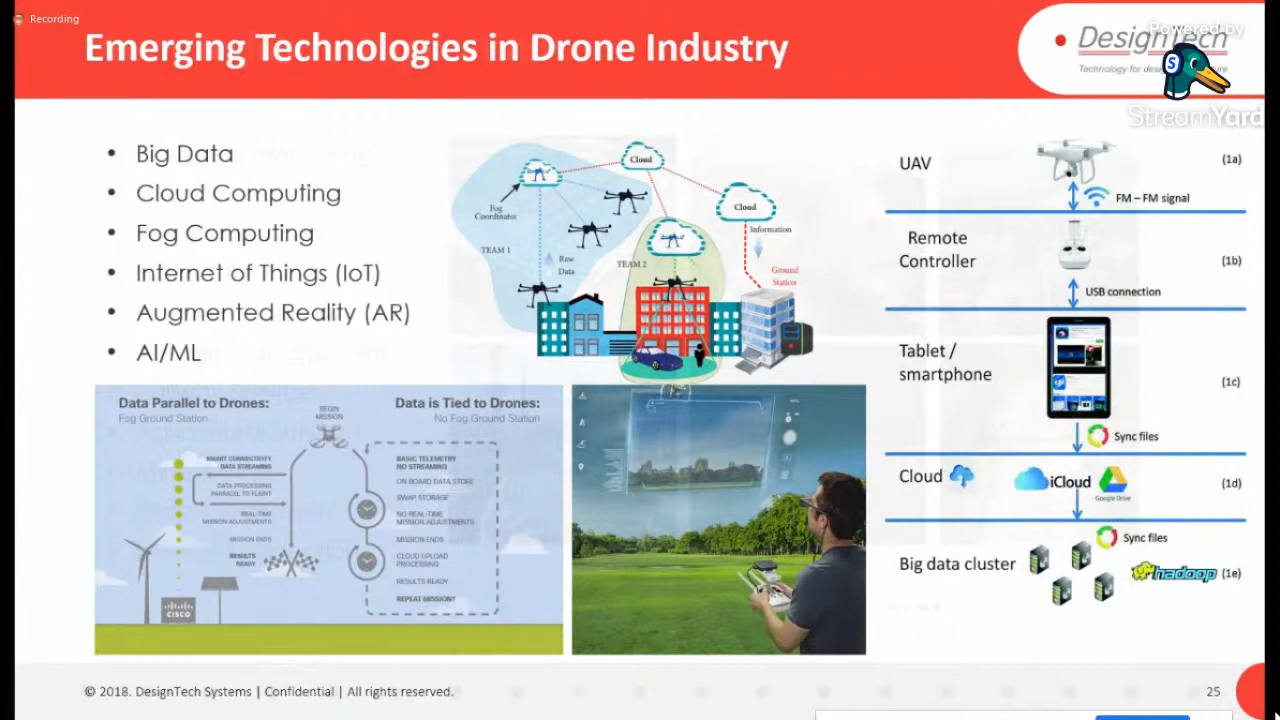 Recording
Emerging Technologies in Drone Industry
DesignTech
Powered by
StreamYard
• Big Data
• Cloud Computing
• Fog Computing
• Internet of Things (IoT)
• Augmented Reality (AR)
• AI/ML
Cloud
Cloud
Fog
Coordinator
TEAM 1
Raw
Data
TEAM 2
Information
Ground
Station
Data Parallel to Drones:
Fog Ground Station
BEGIN
MISSION
Data is Tied to Drones:
No Fog Ground Station
SMART CONNECTIVITY
DATA STREAMING
DATA PROCESSING
PARALLEL TO FLIGHT
REAL-TIME
MISSION ADJUSTMENTS
MISSION ENDS
RESULTS
READY
CISCO
BASIC TELEMETRY
NO STREAMING
ON BOARD DATA STORE
SWAP STORAGE
NO REAL-TIME
MISSION ADJUSTMENTS
MISSION ENDS
CLOUD UPLOAD
PROCESSING
RESULTS READY
REPEAT MISSION?
UAV
(1a)
FM – FM signal
Remote
Controller
(1b)
USB connection
Tablet /
smartphone
(1c)
Sync files
Cloud
iCloud
Google Drive
(1d)
Sync files
Big data cluster
hadoop
(1e)
© 2018. DesignTech Systems | Confidential | All rights reserved.
25